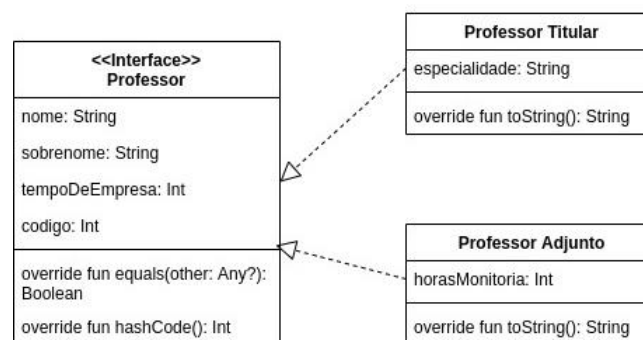 <<Interface>>
Professor
nome: String
sobrenome: String
tempoDeEmpresa: Int
codigo: Int
override fun equals(other: Any?):
Boolean
override fun hashCode(): Int
Professor Titular
especialidade: String
override fun toString(): String
Professor Adjunto
horasMonitoria: Int
override fun toString(): String